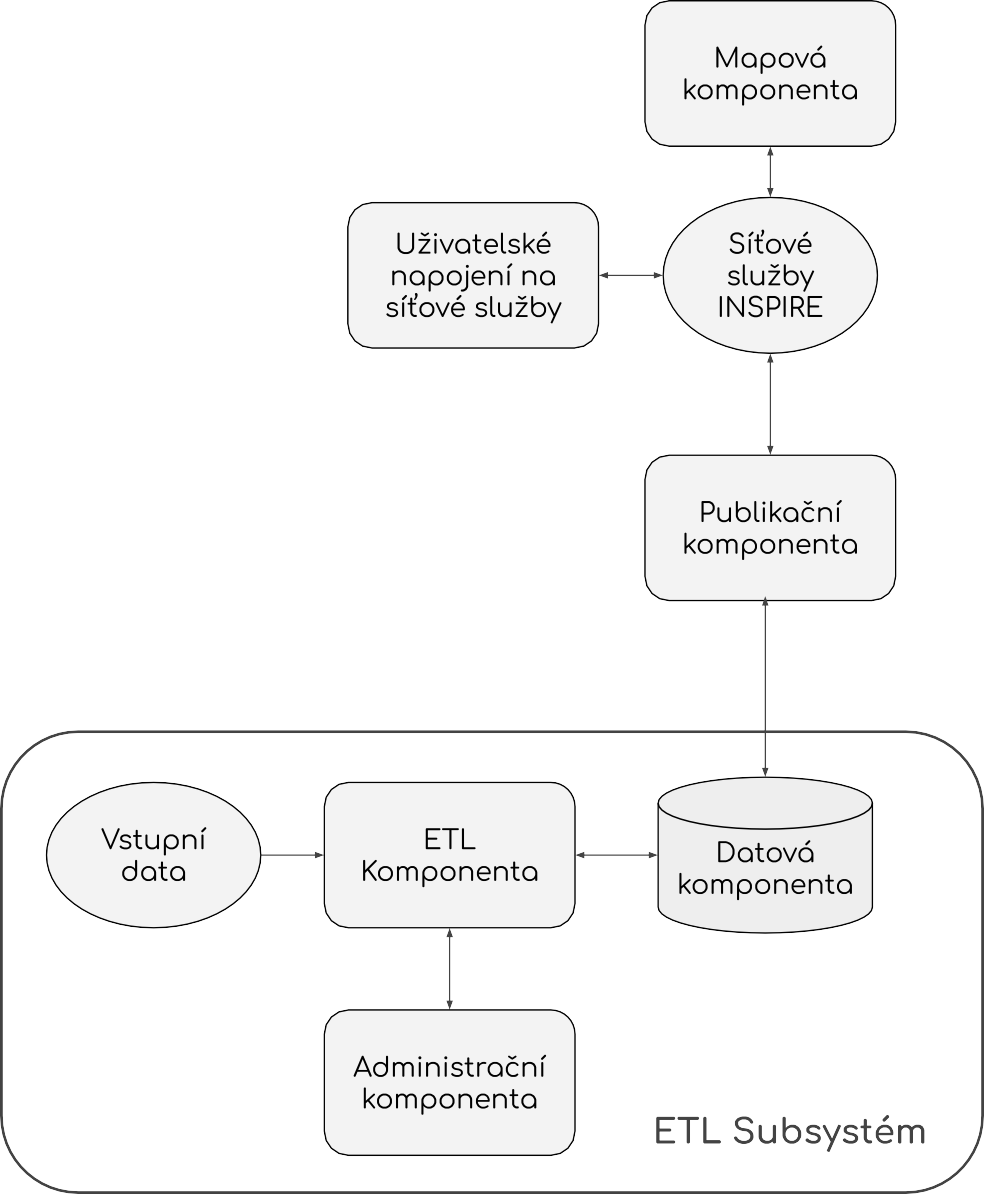 Mapová
komponenta
Uživatelské
napojení na
síťové služby
Síťové
služby
INSPIRE
Publikační
komponenta
Vstupní
data
ETL
Komponenta
Datová
komponenta
Administrační
komponenta
ETL Subsystém